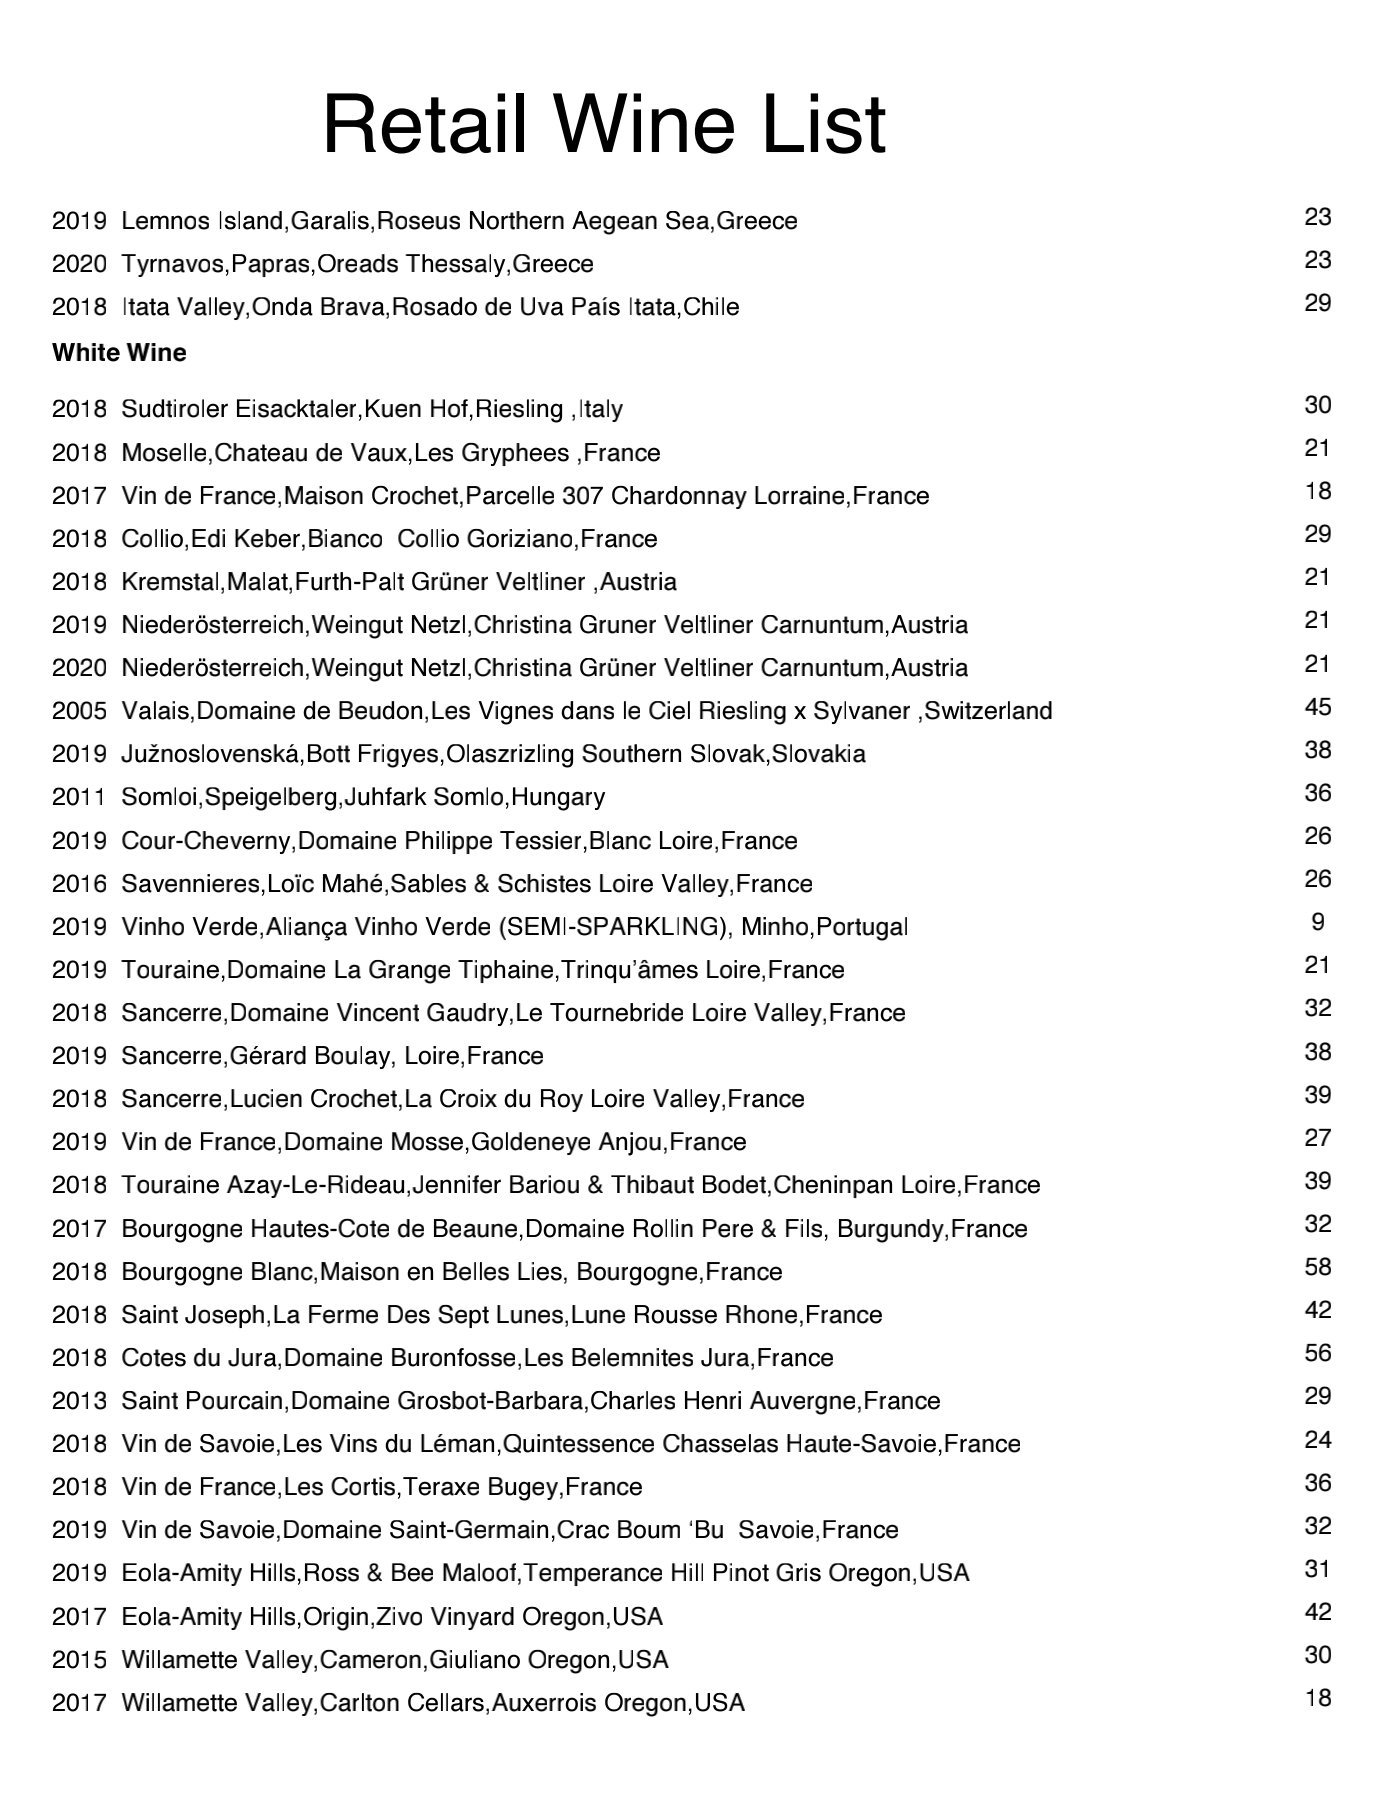 Retail Wine List
2019 Lemnos Island,Garalis,Roseus Northern Aegean Sea,Greece 23
2020 Tyrnavos,Papras,Oreads Thessaly,Greece 23
2018 Itata Valley,Onda Brava,Rosado de Uva País Itata,Chile 29
White Wine
2018 Sudtiroler Eisacktaler,Kuen Hof,Riesling ,Italy 30
2018 Moselle,Chateau de Vaux,Les Gryphees ,France 21
2017 Vin de France,Maison Crochet,Parcelle 307 Chardonnay Lorraine,France 18
2018 Collio,Edi Keber,Bianco  Collio Goriziano,France 29
2018 Kremstal,Malat,Furth-Palt Grüner Veltliner ,Austria 21
2019 Niederösterreich,Weingut Netzl,Christina Gruner Veltliner Carnuntum,Austria 21
2020 Niederösterreich,Weingut Netzl,Christina Grüner Veltliner Carnuntum,Austria 21
2005 Valais,Domaine de Beudon,Les Vignes dans le Ciel Riesling x Sylvaner ,Switzerland 45
2019 Južnoslovenská,Bott Frigyes,Olaszrizling Southern Slovak,Slovakia 38
2011 Somloi,Speigelberg,Juhfark Somlo,Hungary 36
2019 Cour-Cheverny,Domaine Philippe Tessier,Blanc Loire,France 26
2016 Savennieres,Loïc Mahé,Sables & Schistes Loire Valley,France 26
2019 Vinho Verde,Aliança Vinho Verde (SEMI-SPARKLING), Minho,Portugal 9
2019 Touraine,Domaine La Grange Tiphaine,Trinqu’âmes Loire,France 21
2018 Sancerre,Domaine Vincent Gaudry,Le Tournebride Loire Valley,France 32
2019 Sancerre,Gérard Boulay, Loire,France 38
2018 Sancerre,Lucien Crochet,La Croix du Roy Loire Valley,France 39
2019 Vin de France,Domaine Mosse,Goldeneye Anjou,France 27
2018 Touraine Azay-Le-Rideau,Jennifer Bariou & Thibaut Bodet,Cheninpan Loire,France 39
2017 Bourgogne Hautes-Cote de Beaune,Domaine Rollin Pere & Fils, Burgundy,France 32
2018 Bourgogne Blanc,Maison en Belles Lies, Bourgogne,France 58
2018 Saint Joseph,La Ferme Des Sept Lunes,Lune Rousse Rhone,France 42
2018 Cotes du Jura,Domaine Buronfosse,Les Belemnites Jura,France 56
2013 Saint Pourcain,Domaine Grosbot-Barbara,Charles Henri Auvergne,France 29
2018 Vin de Savoie,Les Vins du Léman,Quintessence Chasselas Haute-Savoie,France 24
2018 Vin de France,Les Cortis,Teraxe Bugey,France 36
2019 Vin de Savoie,Domaine Saint-Germain,Crac Boum ‘Bu  Savoie,France 32
2019 Eola-Amity Hills,Ross & Bee Maloof,Temperance Hill Pinot Gris Oregon,USA 31
2017 Eola-Amity Hills,Origin,Zivo Vinyard Oregon,USA 42
2015 Willamette Valley,Cameron,Giuliano Oregon,USA 30
2017 Willamette Valley,Carlton Cellars,Auxerrois Oregon,USA 18